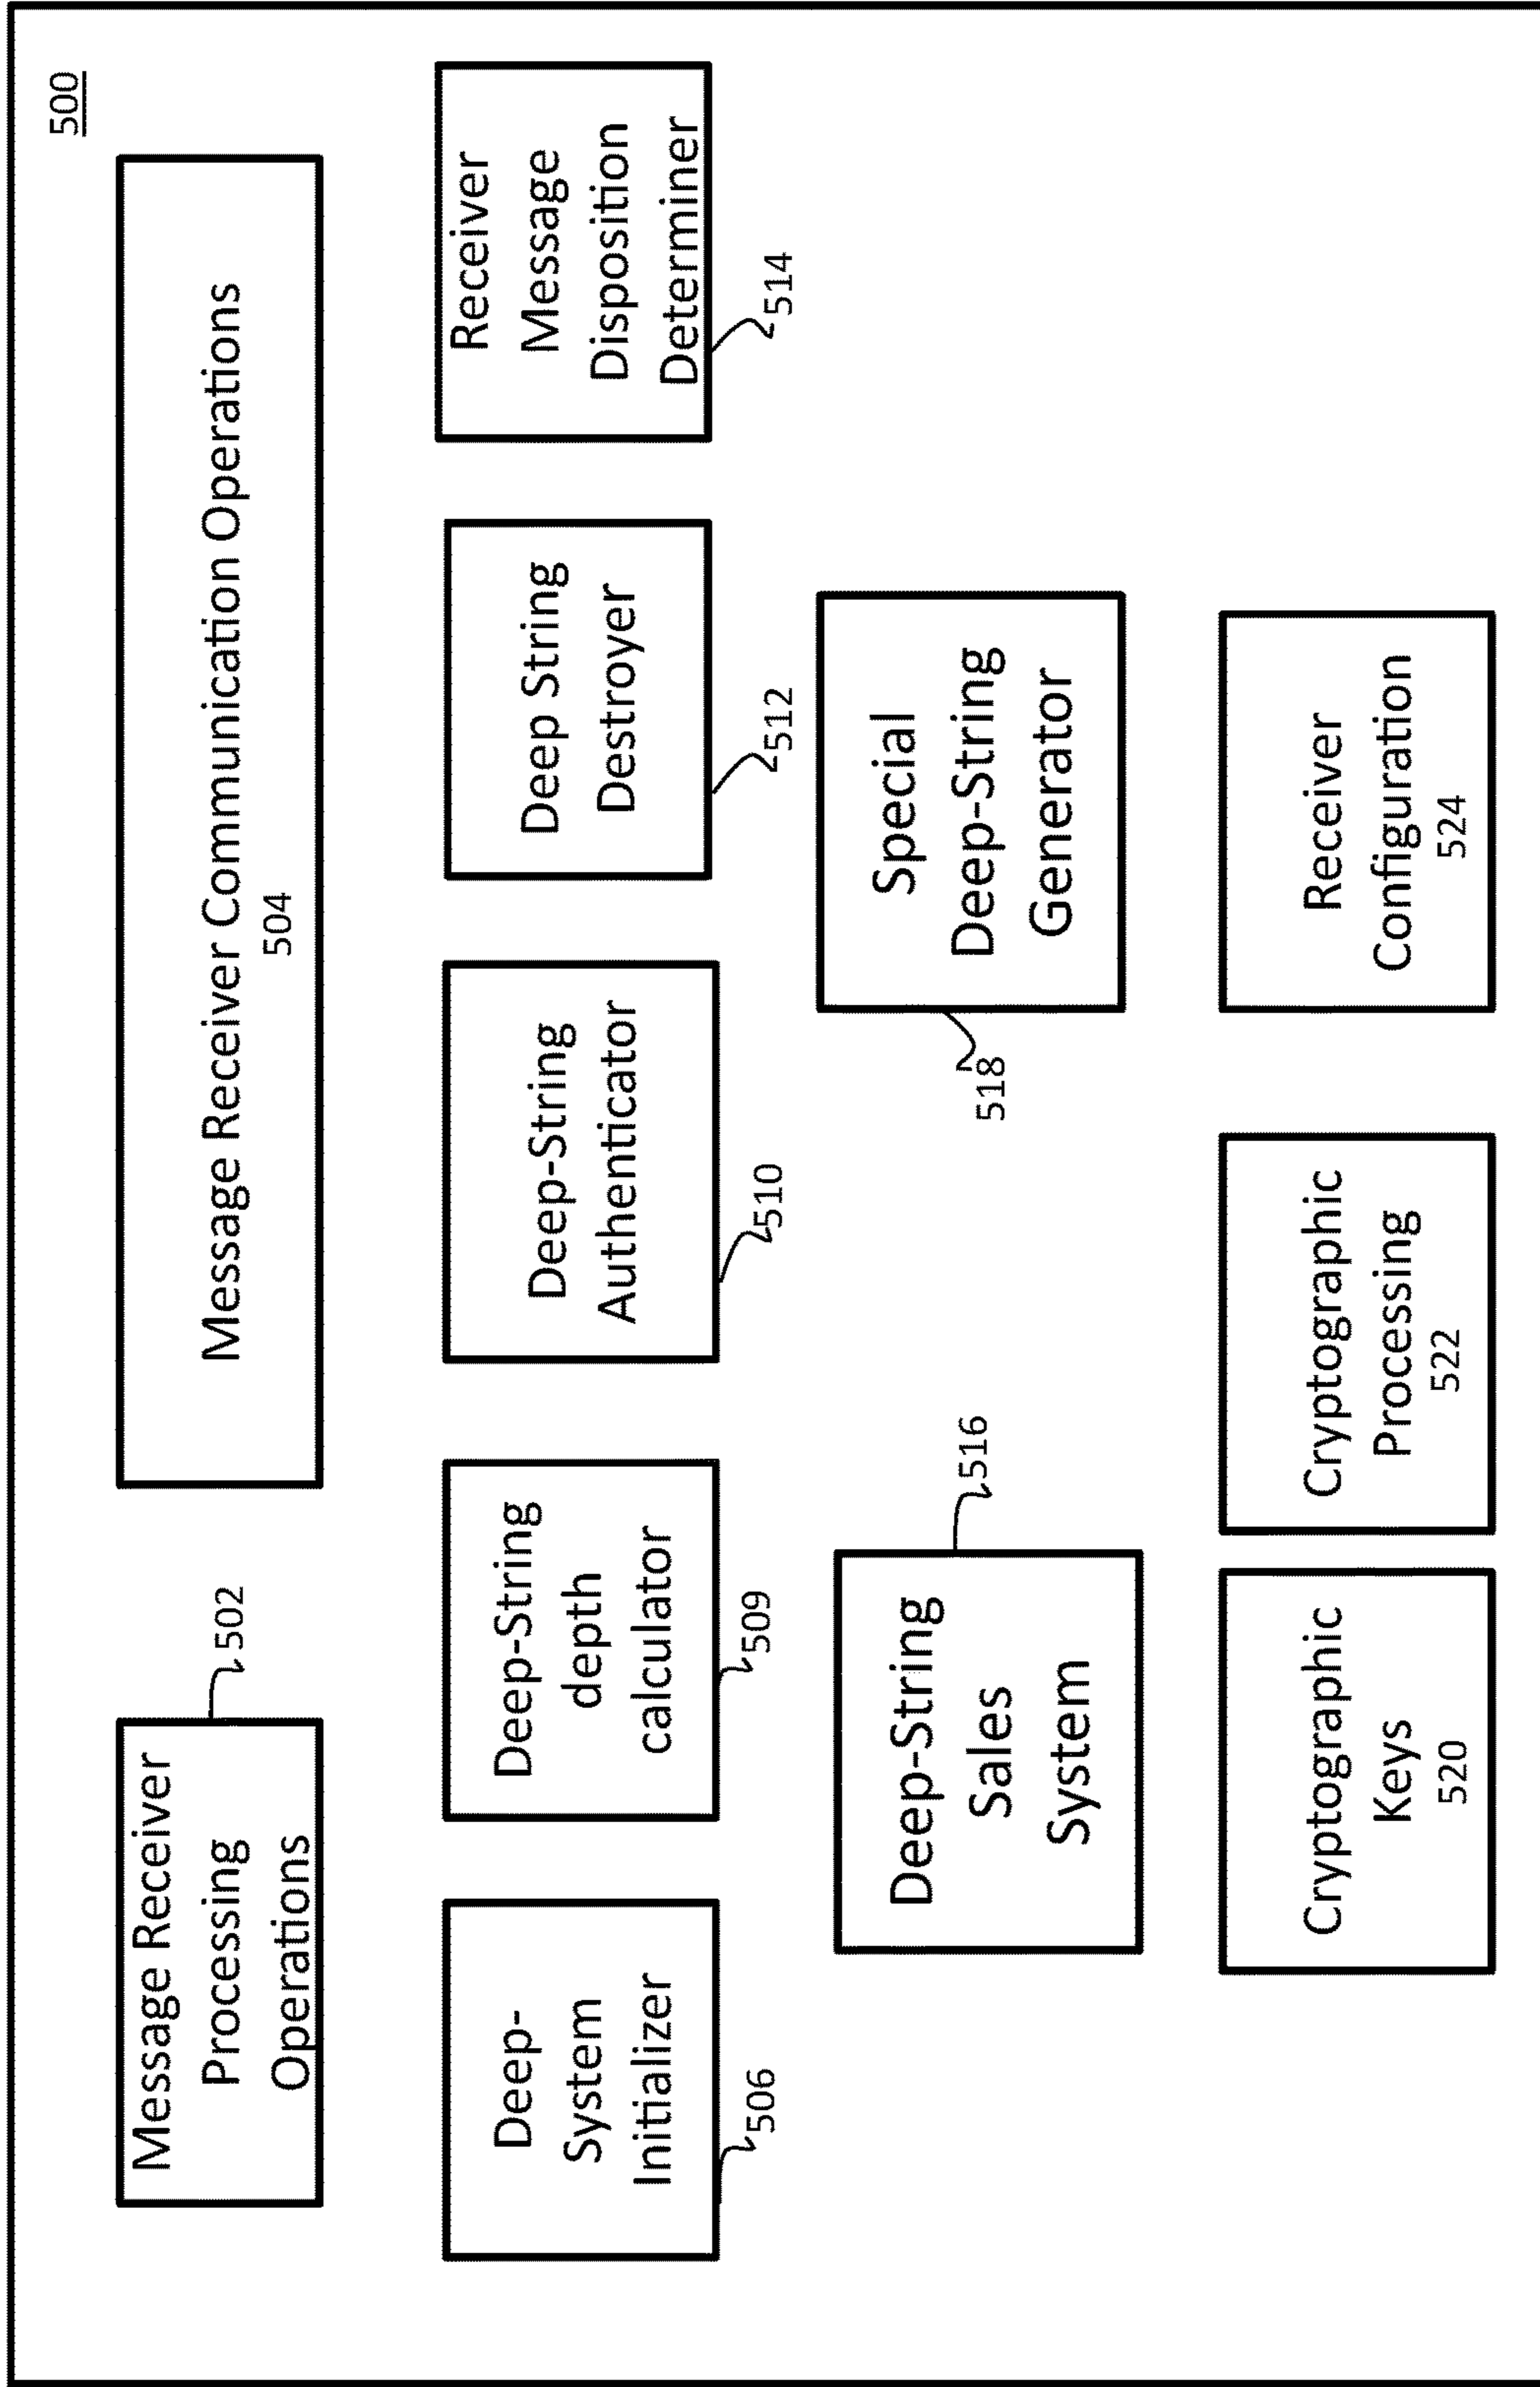 500
Message Receiver
Processing
Operations
502
Message Receiver Communication Operations
504
Deep-
System
Initializer
506
Deep-String
depth
calculator
509
Deep-String
Authenticator
510
Deep String
Destroyer
512
Receiver
Message
Disposition
Determiner
514
Deep-String
Sales
System
516
Special
Deep-String
Generator
518
Cryptographic
Keys
520
Cryptographic
Processing
522
Receiver
Configuration
524